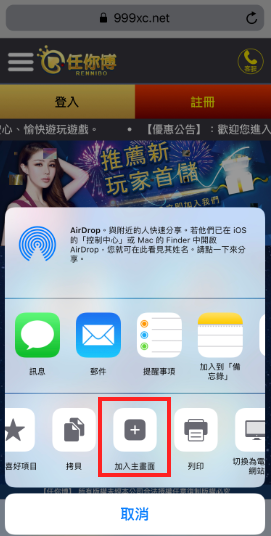 999xc.net
任你博
RENNIBO
客服
登入
註冊
心、愉快遊玩遊戲。 • 【優惠公告】：歡迎您進入
推薦新
玩家首儲
AirDrop。與附近的人快速分享。若他們已在 iOS
的「控制中心」或 Mac 的 Finder 中開啟
AirDrop，您就可在此看見其姓名。請點一下來分
享。
訊息
郵件
提醒事項
加入到「備
忘錄」
喜好項目
拷貝
加入主畫面
列印
切換為電
網站
取消